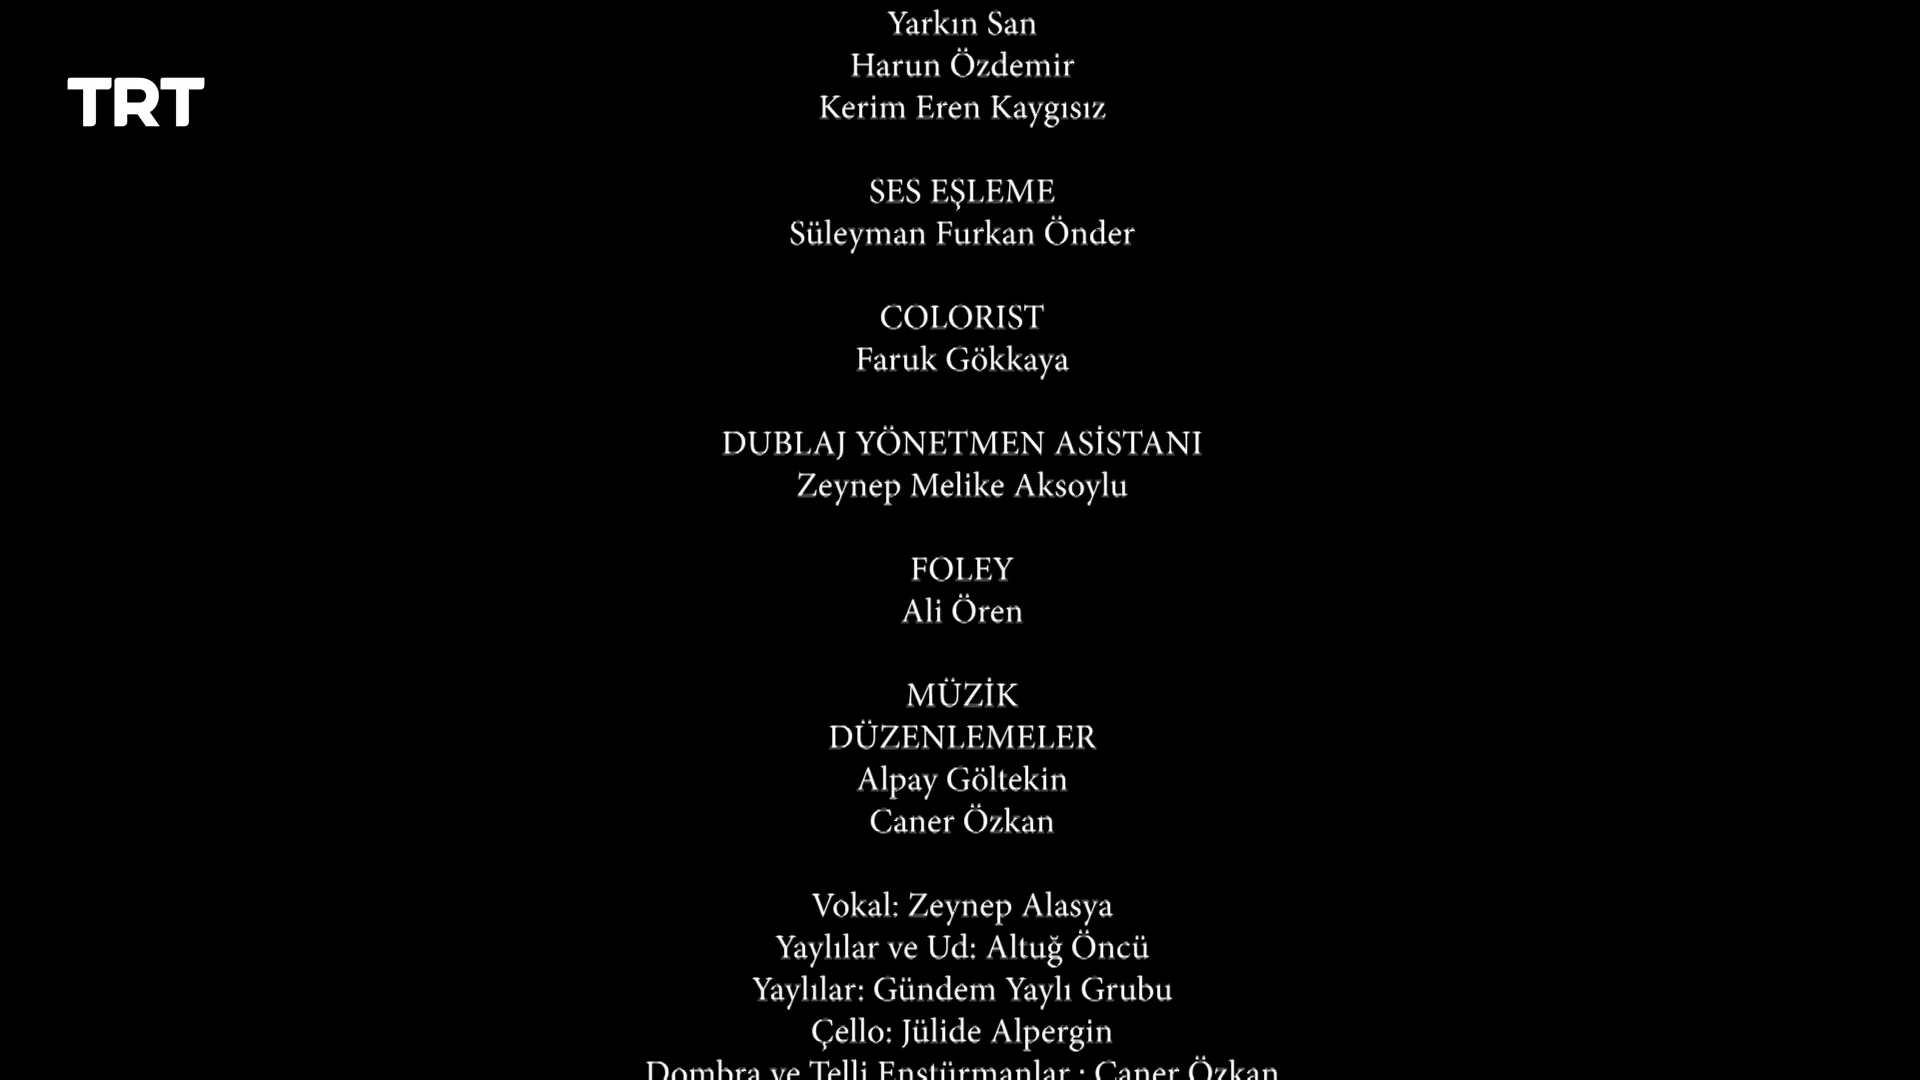 Yarkın San
TRT
Harun Özdemir
Kerim Eren Kaygısız
SES EŞLEME
Süleyman Furkan Önder
COLORIST
Faruk Gökkaya
DUBLAJ YÖNETMEN ASİSTANI
Zeynep Melike Aksoylu
FOLEY
Ali Ören
MÜZİK
DÜZENLEMELER
Alpay Göltekin
Caner Özkan
Vokal: Zeynep Alasya
Yaylılar ve Ud: Altuğ Öncü
Yaylılar: Gündem Yaylı Grubu
Çello: Jülide Alpergin
Dombra ve Telli Enstürmanlar : Caner Özkan